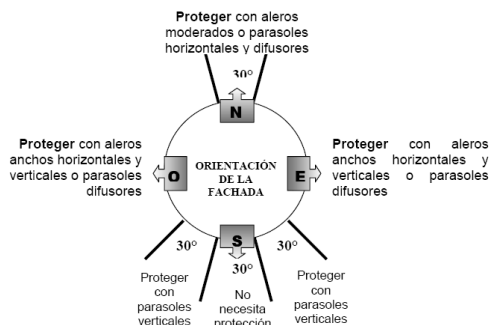 Proteger con aleros
moderados o parasoles
horizontales y difusores
30°
30°
N
Proteger con aleros
anchos horizontales y
verticales o parasoles
difusores
O
ORIENTACIÓN
DE LA
FACHADA
E
Proteger con aleros
anchos horizontales y
verticales o parasoles
difusores
S
30°
30°
30°
Proteger
con
parasoles
verticales
No
necesita
protección
Proteger
con
parasoles
verticales